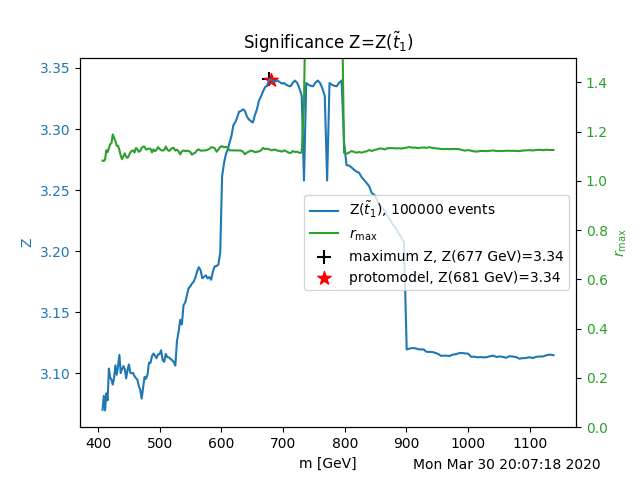 Significance Z=Z(t̃₁)
3.35
3.30
3.25
3.20
3.15
3.10
Z
1.4
1.2
1.0
0.8
0.6
0.4
0.2
0.0
r_max
Z(t̃₁), 100000 events
r_max
maximum Z, Z(677 GeV)=3.34
protomodel, Z(681 GeV)=3.34
400 500 600 700 800 900 1000 1100
m [GeV]
Mon Mar 30 20:07:18 2020